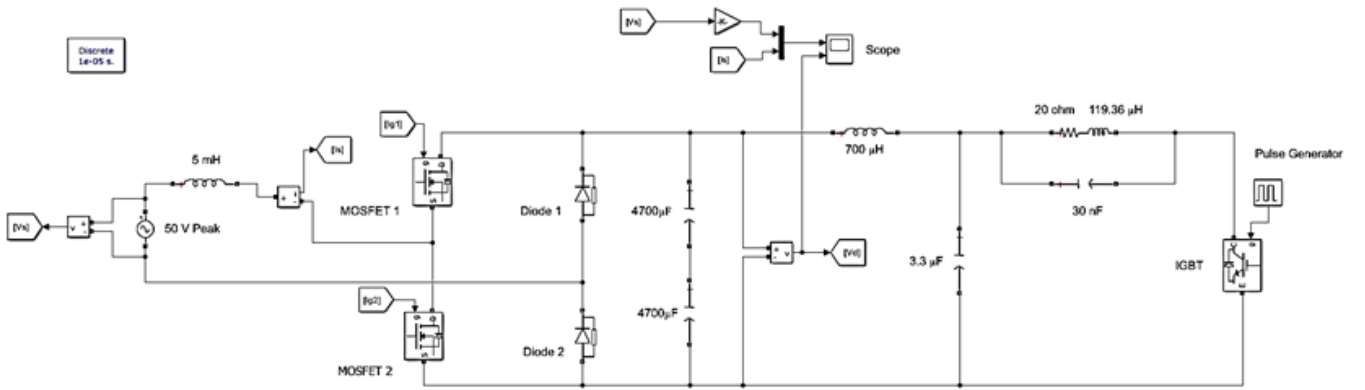 [Vs]
-K-
[Is]
Scope
Discrete
1e-05 s.
[Ig1]
[Is]
5 mH
20 ohm
119.36 µH
700 µH
Pulse Generator
MOSFET 1
Diode 1
4700µF
30 nF
[Vs]
50 V Peak
[Vd]
3.3 µF
IGBT
[Ig2]
4700µF
Diode 2
MOSFET 2
g
D
S
g
D
S
g
C
E
+
-
v
+
-
+
-
v